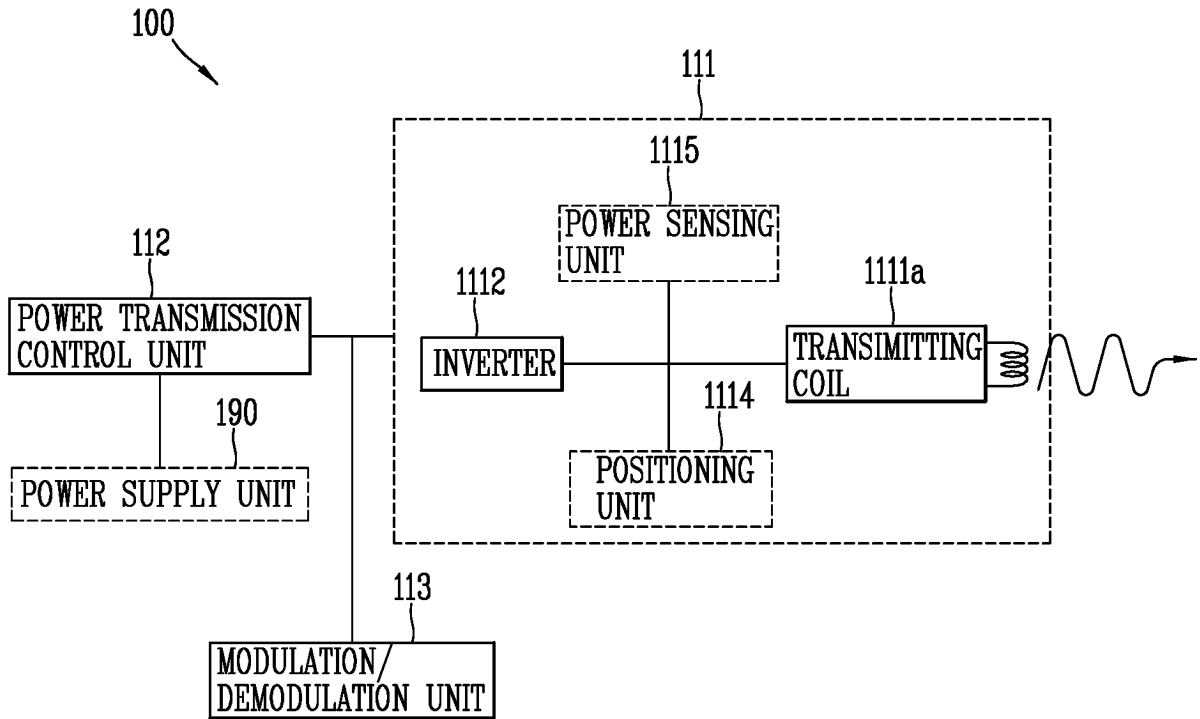 100
111
1115
POWER SENSING
UNIT
112
POWER TRANSMISSION
CONTROL UNIT
1112
INVERTER
1111a
TRANSIMITTING
COIL
190
POWER SUPPLY UNIT
1114
POSITIONING
UNIT
113
MODULATION/
DEMODULATION UNIT